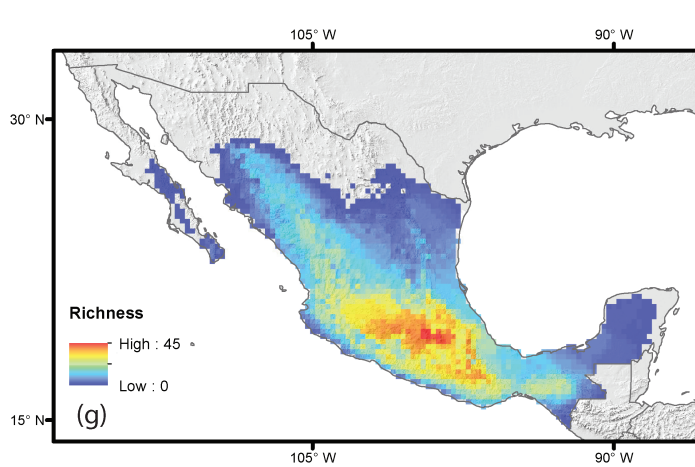 105° W 90° W
30° N
Richness
High : 45
Low : 0
(g)
15° N
105° W 90° W